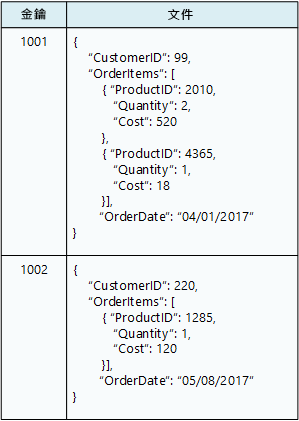 金鑰 文件
1001 {
“CustomerID”: 99,
“OrderItems”: [
{ “ProductID”: 2010,
“Quantity”: 2,
“Cost”: 520
},
{ “ProductID”: 4365,
“Quantity”: 1,
“Cost”: 18
}],
“OrderDate”: “04/01/2017”
}
1002 {
“CustomerID”: 220,
“OrderItems”: [
{ “ProductID”: 1285,
“Quantity”: 1,
“Cost”: 120
}],
“OrderDate”: “05/08/2017”
}